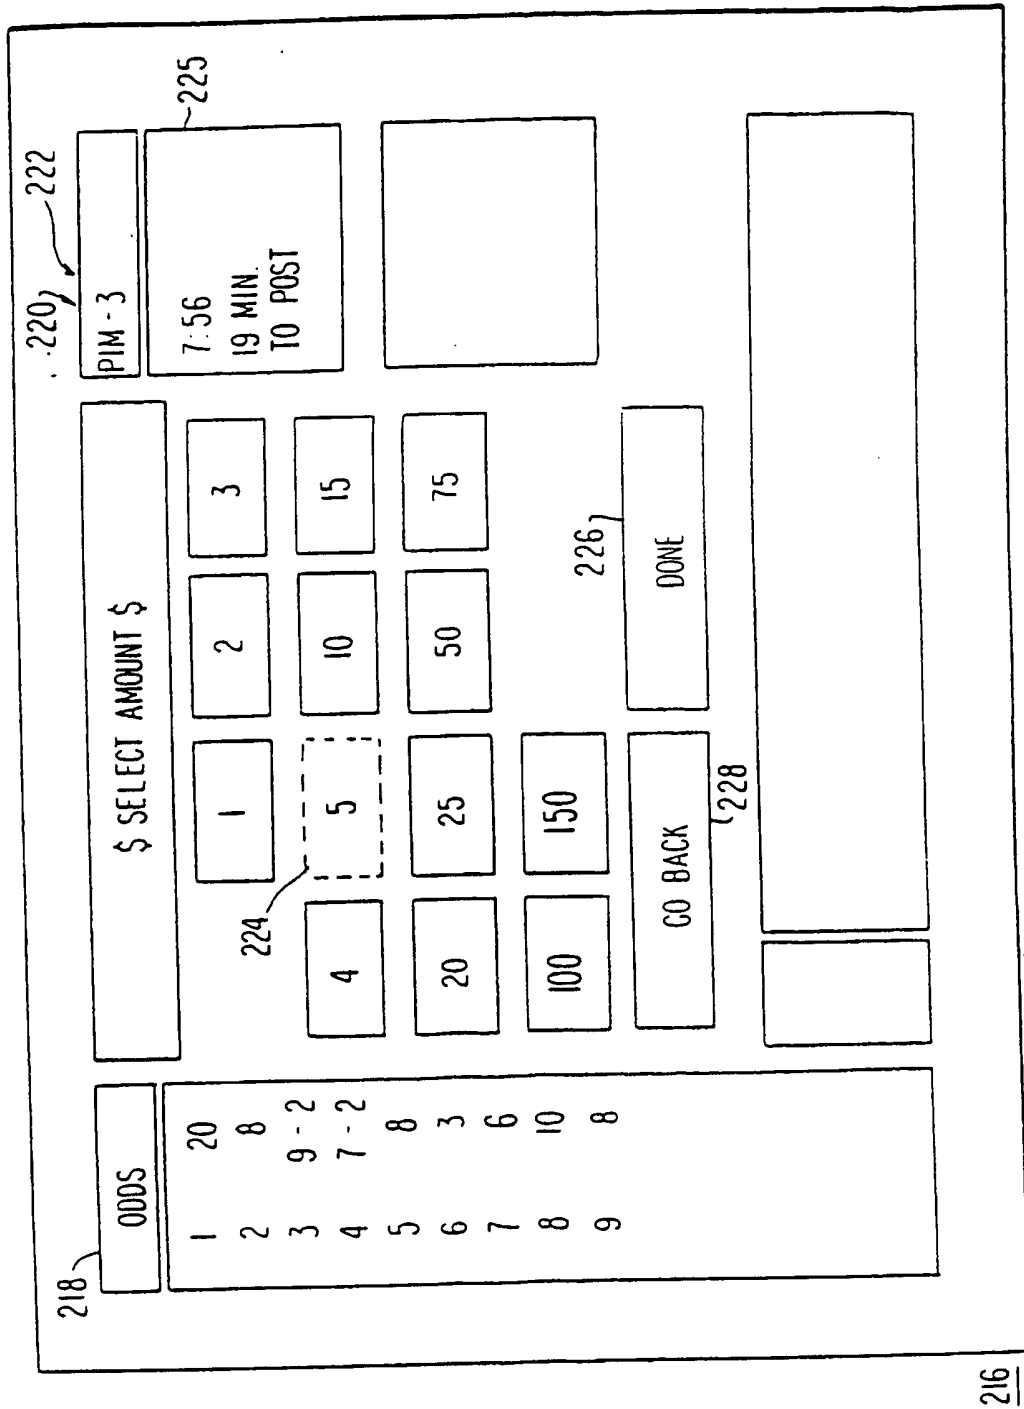 220 222
218 ODDS $ SELECT AMOUNT $ PIM - 3
225
1 20
2 8
3 9 - 2
4 7 - 2
5 8
6 3
7 6
8 10
9 8
1 2 3
224
4 5 10 15
20 25 50 75
100 150
226
GO BACK DONE
228
7:56
19 MIN.
TO POST
216